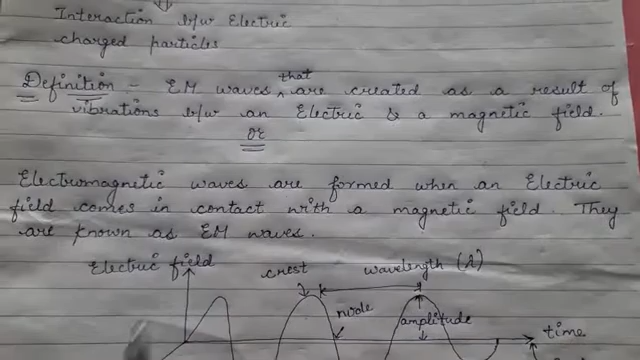 Interaction b/w Electric
charged particles
Definition - EM waves that are created as a result of
vibrations b/w an Electric & a magnetic field.
or
Electromagnetic waves are formed when an Electric
field comes in contact with a magnetic field. They
are known as EM waves.
Electric field crest wavelength (λ)
node
amplitude
time